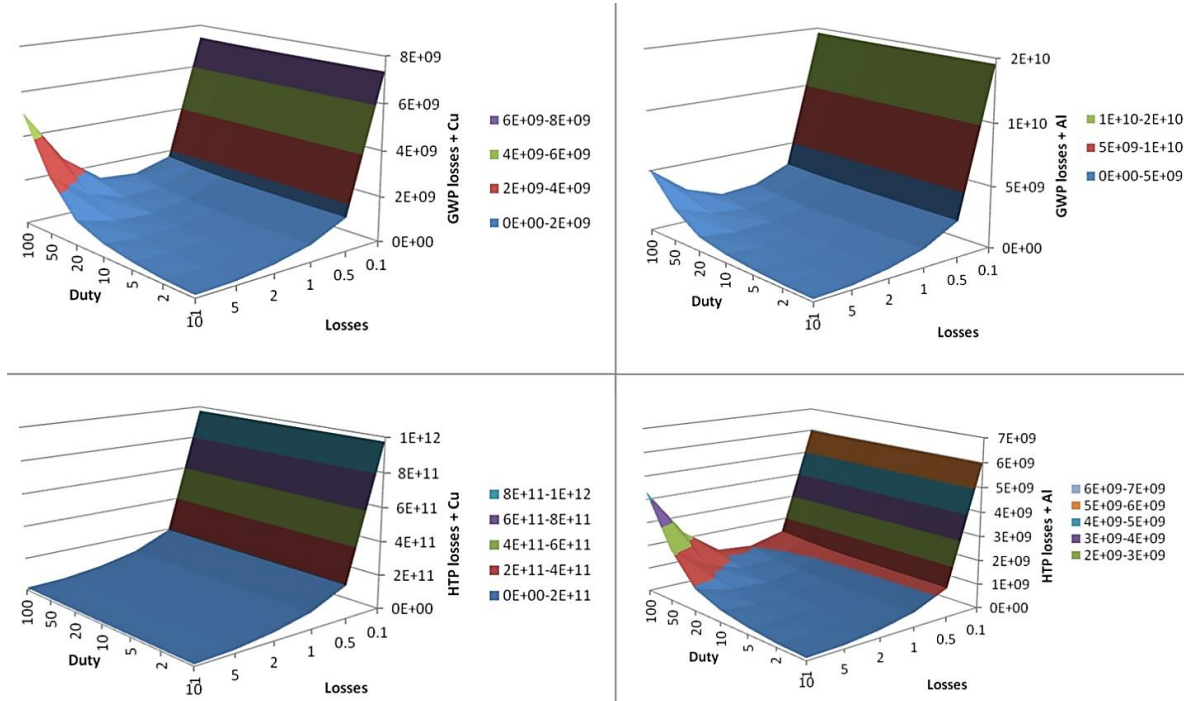 8E+09
6E+09
4E+09
2E+09
0E+00
GWP losses + Cu
6E+09-8E+09
4E+09-6E+09
2E+09-4E+09
0E+00-2E+09
100
50
20
10
5
2
1
Duty
10
5
2
1
0.5
0.1
Losses
2E+10
1E+10
5E+09
0E+00
GWP losses + Al
1E+10-2E+10
5E+09-1E+10
0E+00-5E+09
100
50
20
10
5
2
1
Duty
10
5
2
1
0.5
0.1
Losses
1E+12
8E+11
6E+11
4E+11
2E+11
0E+00
HTP losses + Cu
8E+11-1E+12
6E+11-8E+11
4E+11-6E+11
2E+11-4E+11
0E+00-2E+11
100
50
20
10
5
2
1
Duty
10
5
2
1
0.5
0.1
Losses
7E+09
6E+09
5E+09
4E+09
3E+09
2E+09
1E+09
0E+00
HTP losses + Al
6E+09-7E+09
5E+09-6E+09
4E+09-5E+09
3E+09-4E+09
2E+09-3E+09
100
50
20
10
5
2
1
Duty
10
5
2
1
0.5
0.1
Losses